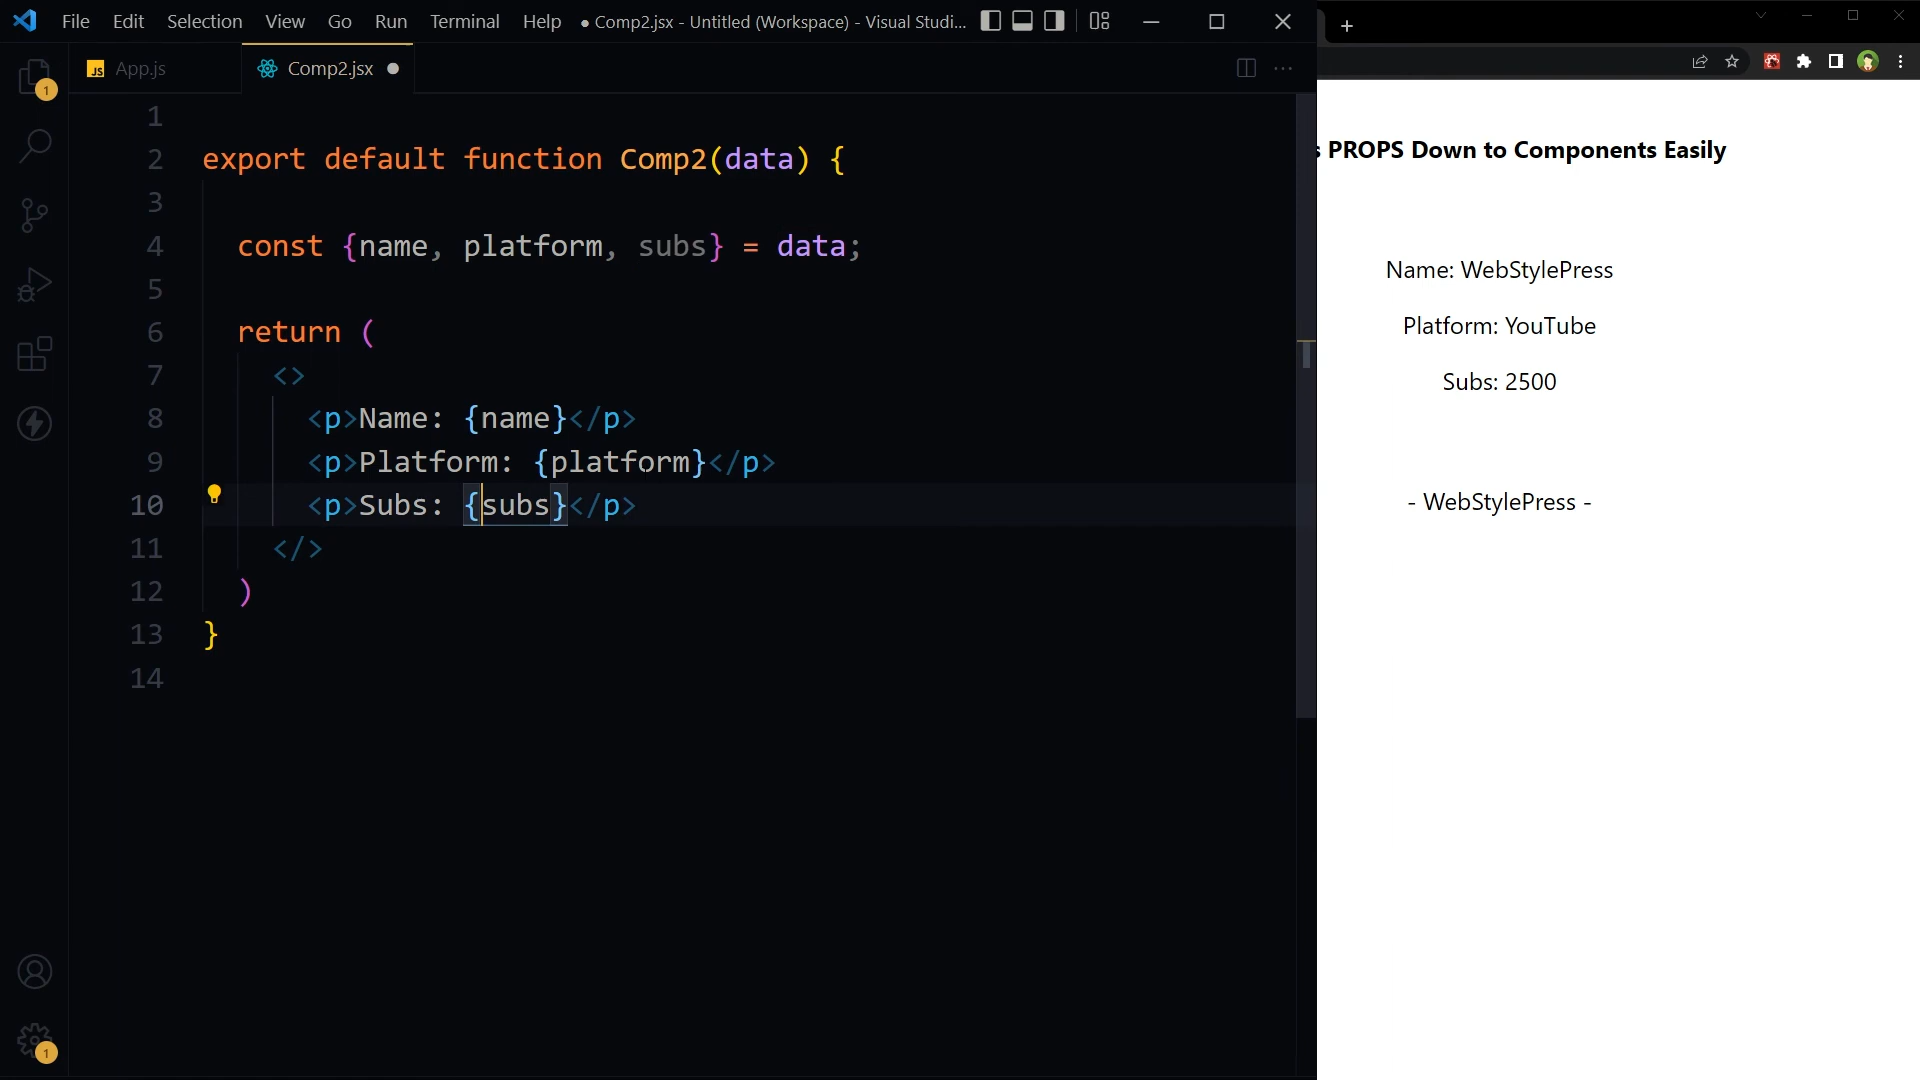 File Edit Selection View Go Run Terminal Help ● Comp2.jsx - Untitled (Workspace) - Visual Studi...
JS App.js Comp2.jsx
1
1
2 export default function Comp2(data) {
3
4 const {name, platform, subs} = data;
5
6 return (
7 <>
8 <p>Name: {name}</p>
9 <p>Platform: {platform}</p>
10 <p>Subs: {subs}</p>
11 </>
12 )
13 }
14
1
s PROPS Down to Components Easily
Name: WebStylePress
Platform: YouTube
Subs: 2500
- WebStylePress -